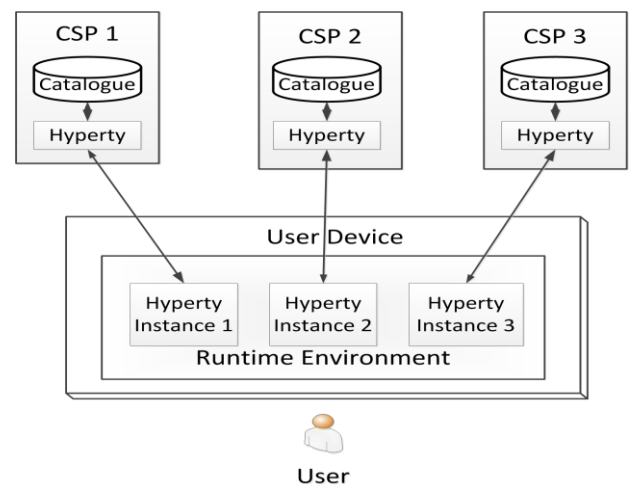 CSP 1
CSP 2
CSP 3
Catalogue
Catalogue
Catalogue
Hyperty
Hyperty
Hyperty
User Device
Hyperty
Instance 1
Hyperty
Instance 2
Hyperty
Instance 3
Runtime Environment
User